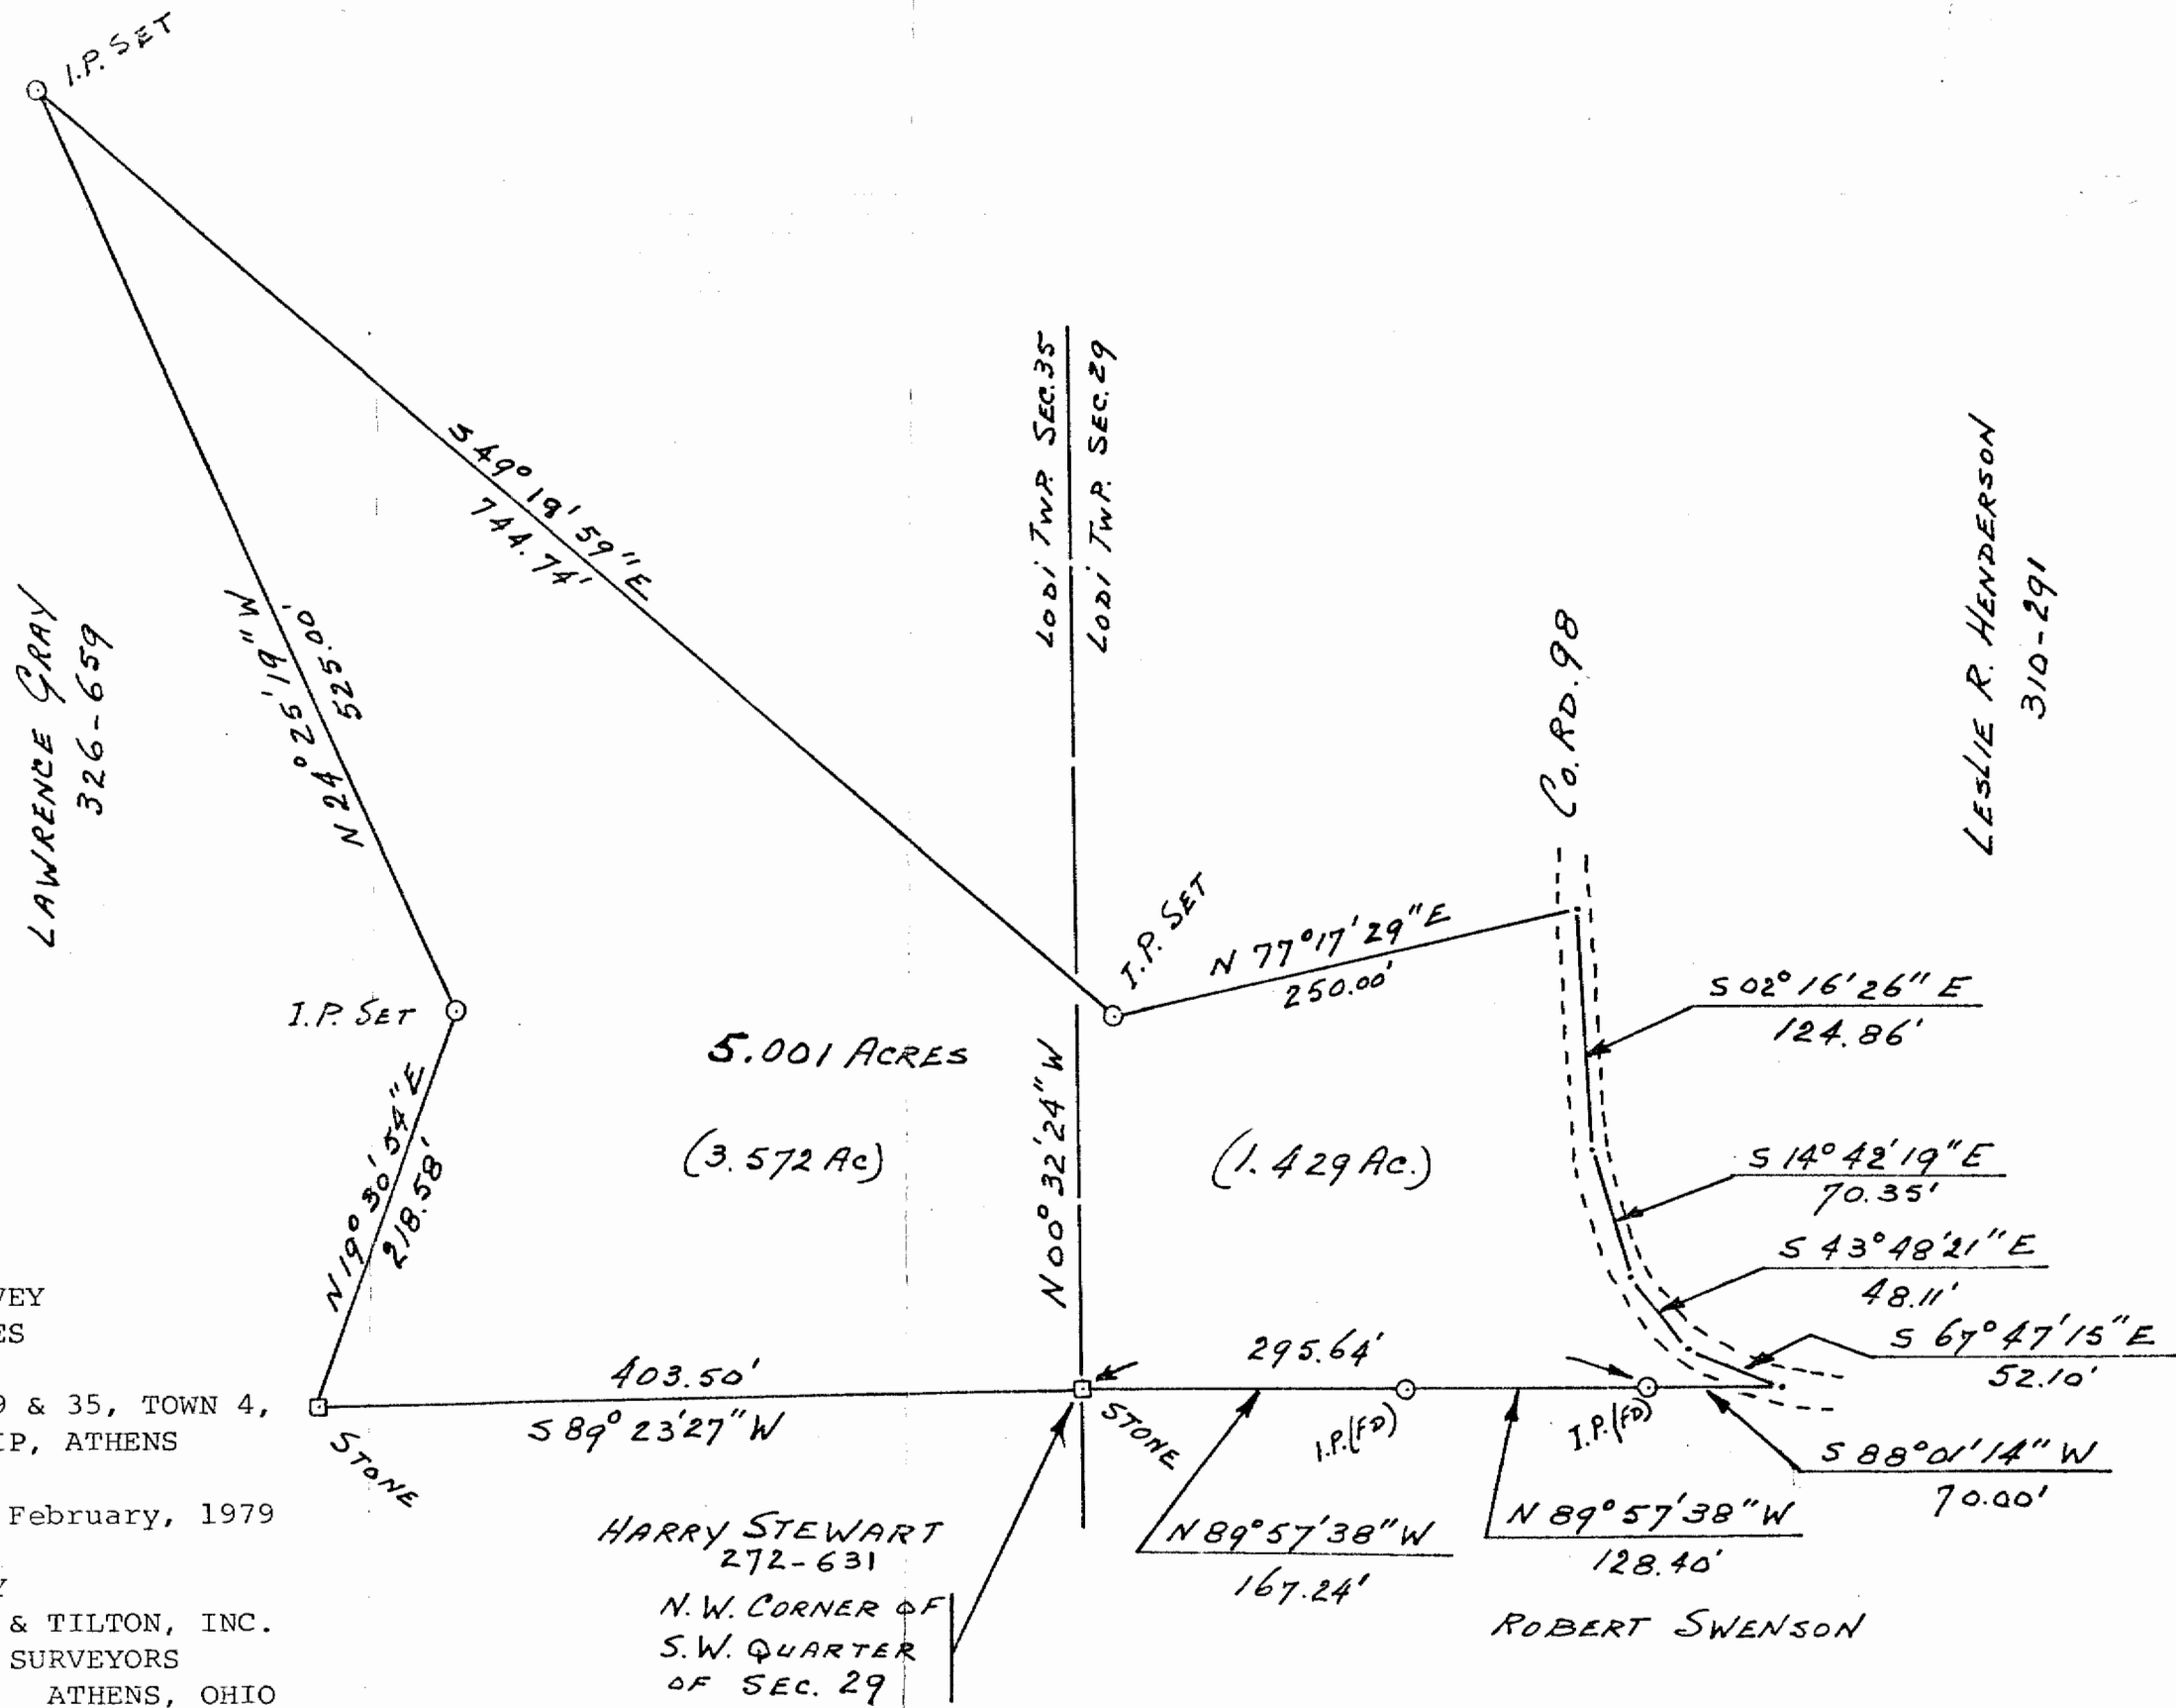 I.P. SET
S 49° 18' 59" E
744.74'
LODI TWP. SEC. 35
LODI TWP. SEC. 29
LAWRENCE GRAY
326-659
N 24° 25' 19" W
525.00'
CO. RD. 98
LESLIE R. HENDERSON
310-291
I.P. SET
I.P. SET
N 77° 17' 29" E
250.00'
5.001 ACRES
(3.572 AC)
N 00° 32' 24" W
(1.429 AC.)
N 19° 30' 54" E
218.58'
S 02° 16' 26" E
124.86'
S 14° 42' 19" E
70.35'
S 43° 48' 21" E
48.11'
S 67° 47' 15" E
52.10'
403.50'
S 89° 23' 27" W
295.64'
STONE
STONE
I.P. (FD)
I.P. (FD)
S 88° 01' 14" W
70.00'
N 89° 57' 38" W
167.24'
N 89° 57' 38" W
128.40'
HARRY STEWART
272-631
N.W. CORNER OF
S.W. QUARTER
OF SEC. 29
ROBERT SWENSON
VEY
ES
9 & 35, TOWN 4,
IP, ATHENS
February, 1979
Y
& TILTON, INC.
SURVEYORS
ATHENS, OHIO